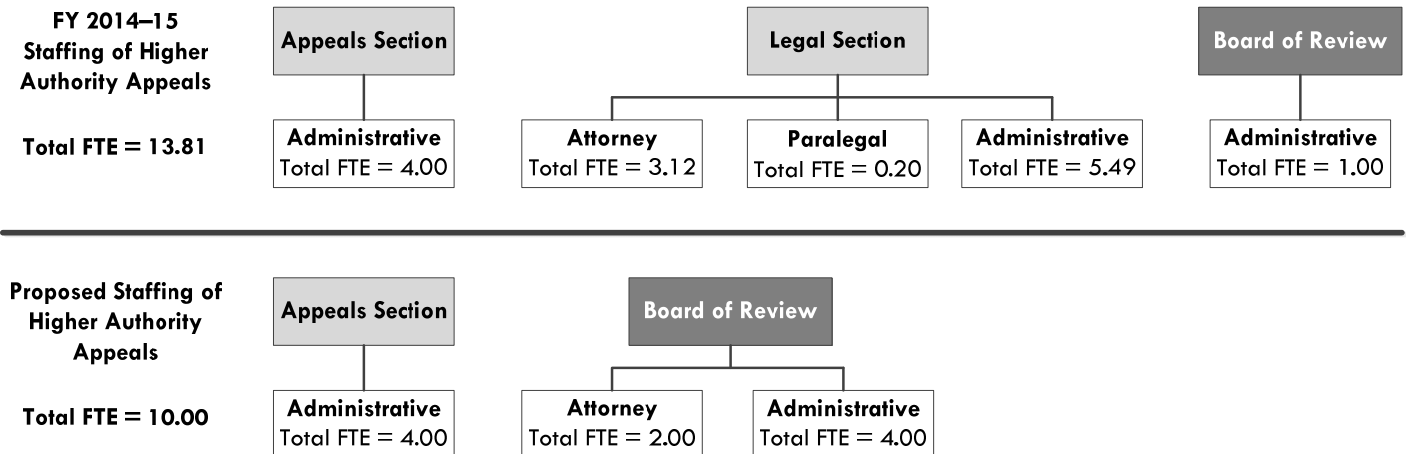 FY 2014–15
Staffing of Higher
Authority Appeals
Total FTE = 13.81
Appeals Section
Administrative
Total FTE = 4.00
Legal Section
Attorney
Total FTE = 3.12
Paralegal
Total FTE = 0.20
Administrative
Total FTE = 5.49
Board of Review
Administrative
Total FTE = 1.00
Proposed Staffing of
Higher Authority
Appeals
Total FTE = 10.00
Appeals Section
Administrative
Total FTE = 4.00
Board of Review
Attorney
Total FTE = 2.00
Administrative
Total FTE = 4.00